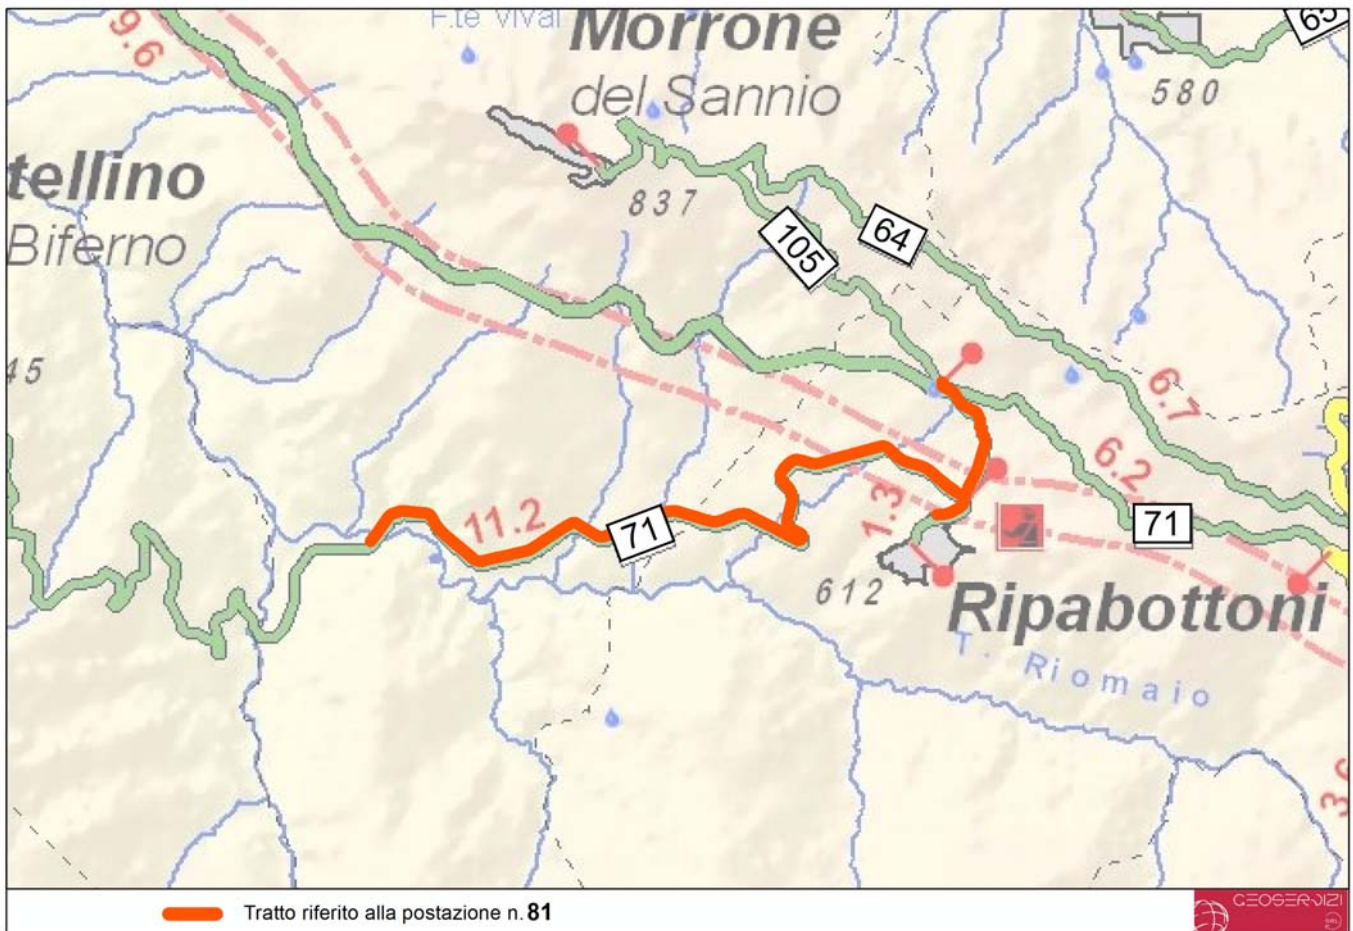 F.te Vival
65
9.6
Morrone
del Sannio
580
tellino
Biferno
837
64
105
45
6.7
6.2
11.2
1.3
71
71
612
Ripabottoni
T. Riomaio
Tratto riferito alla postazione n. 81
GEOSERVIZI